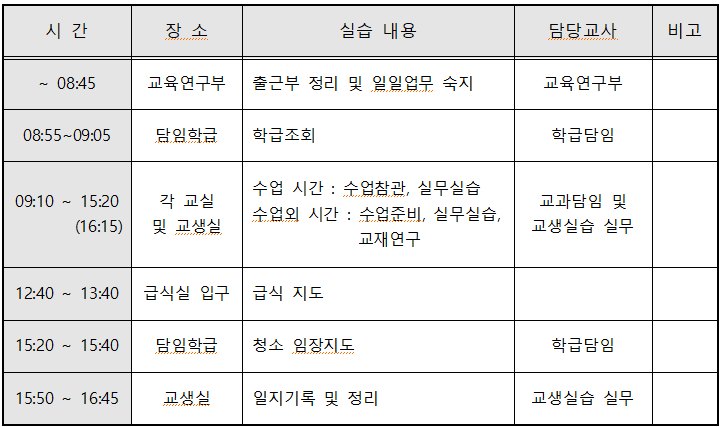 시 간 장 소 실습 내용 담당교사 비고
~ 08:45 교육연구부 출근부 정리 및 일일업무 숙지 교육연구부
08:55~09:05 담임학급 학급조회 학급담임
09:10 ~ 15:20
(16:15)
각 교실
및 교생실
수업 시간 : 수업참관, 실무실습
수업외 시간 : 수업준비, 실무실습,
교재연구
교과담임 및
교생실습 실무
12:40 ~ 13:40 급식실 입구 급식 지도
15:20 ~ 15:40 담임학급 청소 임장지도 학급담임
15:50 ~ 16:45 교생실 일지기록 및 정리 교생실습 실무